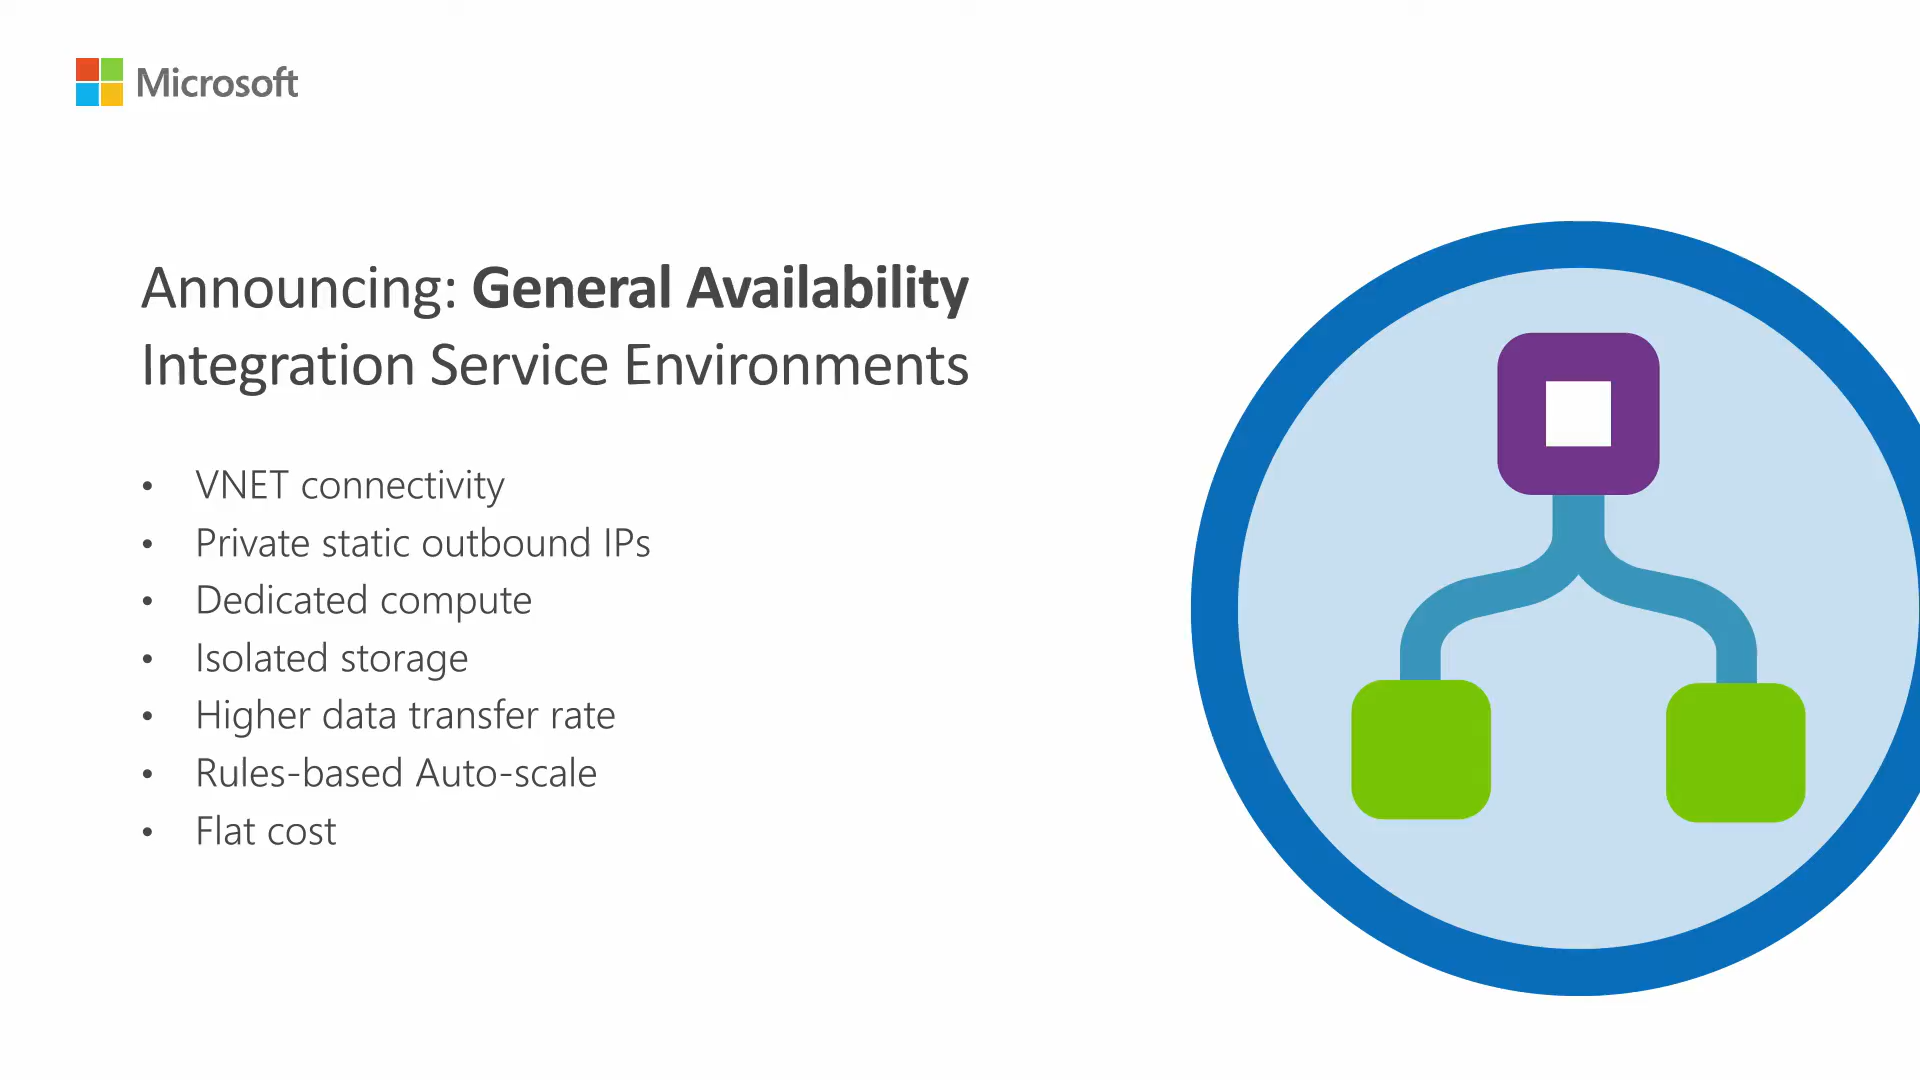 Microsoft
Announcing: General Availability
Integration Service Environments
• VNET connectivity
• Private static outbound IPs
• Dedicated compute
• Isolated storage
• Higher data transfer rate
• Rules-based Auto-scale
• Flat cost